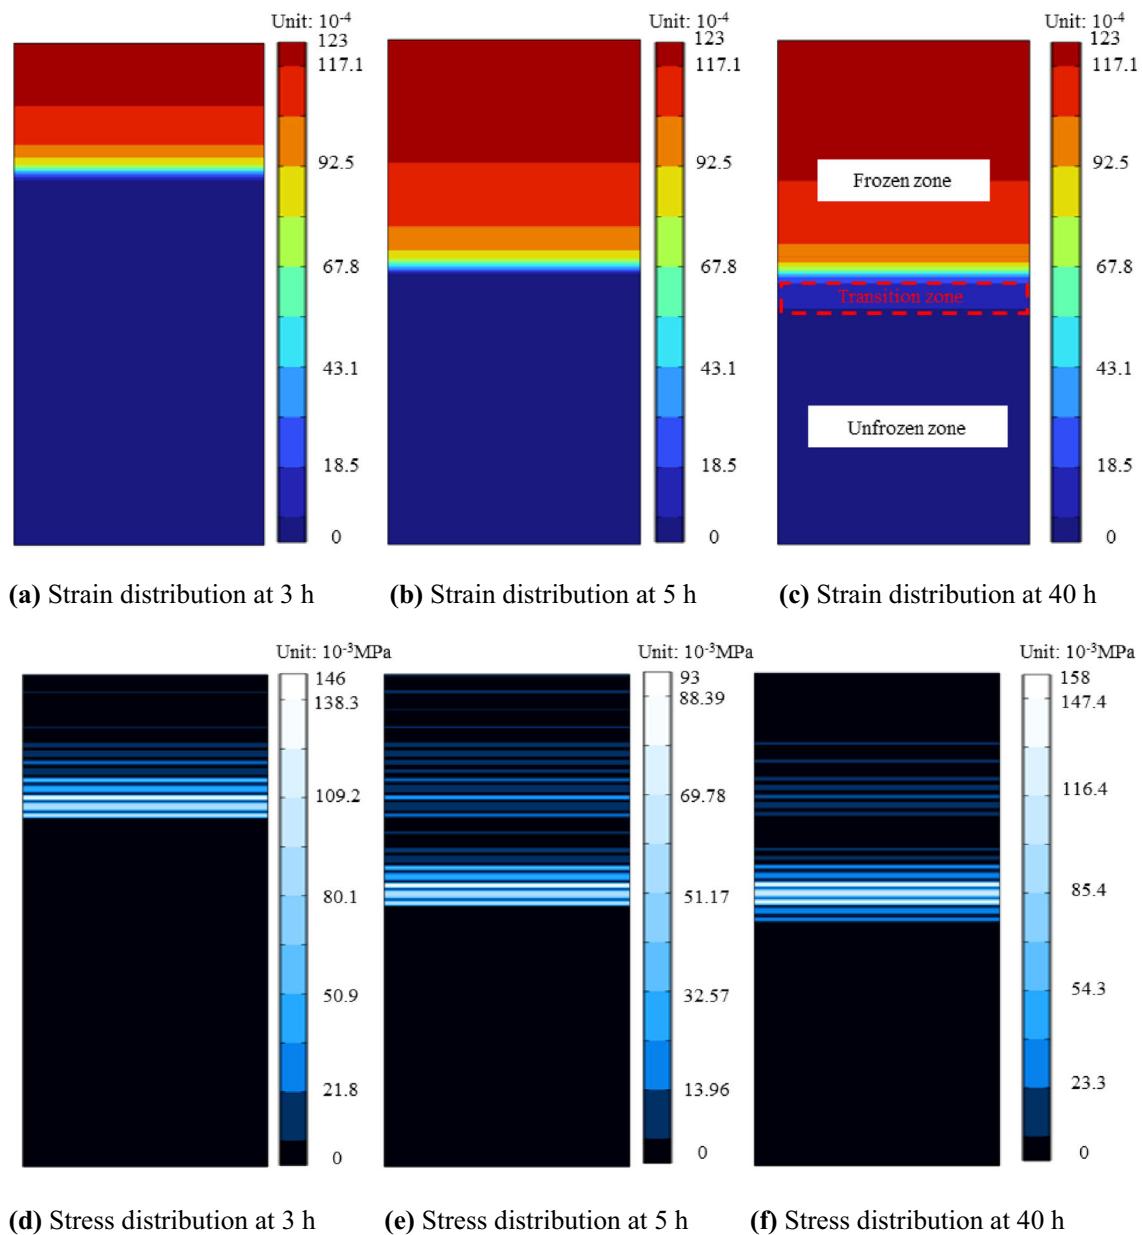 Unit: 10-4
123
117.1
92.5
67.8
43.1
18.5
0
Unit: 10-4
123
117.1
92.5
67.8
43.1
18.5
0
Unit: 10-4
123
117.1
92.5
67.8
43.1
18.5
0
Frozen zone
Transition zone
Unfrozen zone
(a) Strain distribution at 3 h
(b) Strain distribution at 5 h
(c) Strain distribution at 40 h
Unit: 10-3MPa
146
138.3
109.2
80.1
50.9
21.8
0
Unit: 10-3MPa
93
88.39
69.78
51.17
32.57
13.96
0
Unit: 10-3MPa
158
147.4
116.4
85.4
54.3
23.3
0
(d) Stress distribution at 3 h
(e) Stress distribution at 5 h
(f) Stress distribution at 40 h